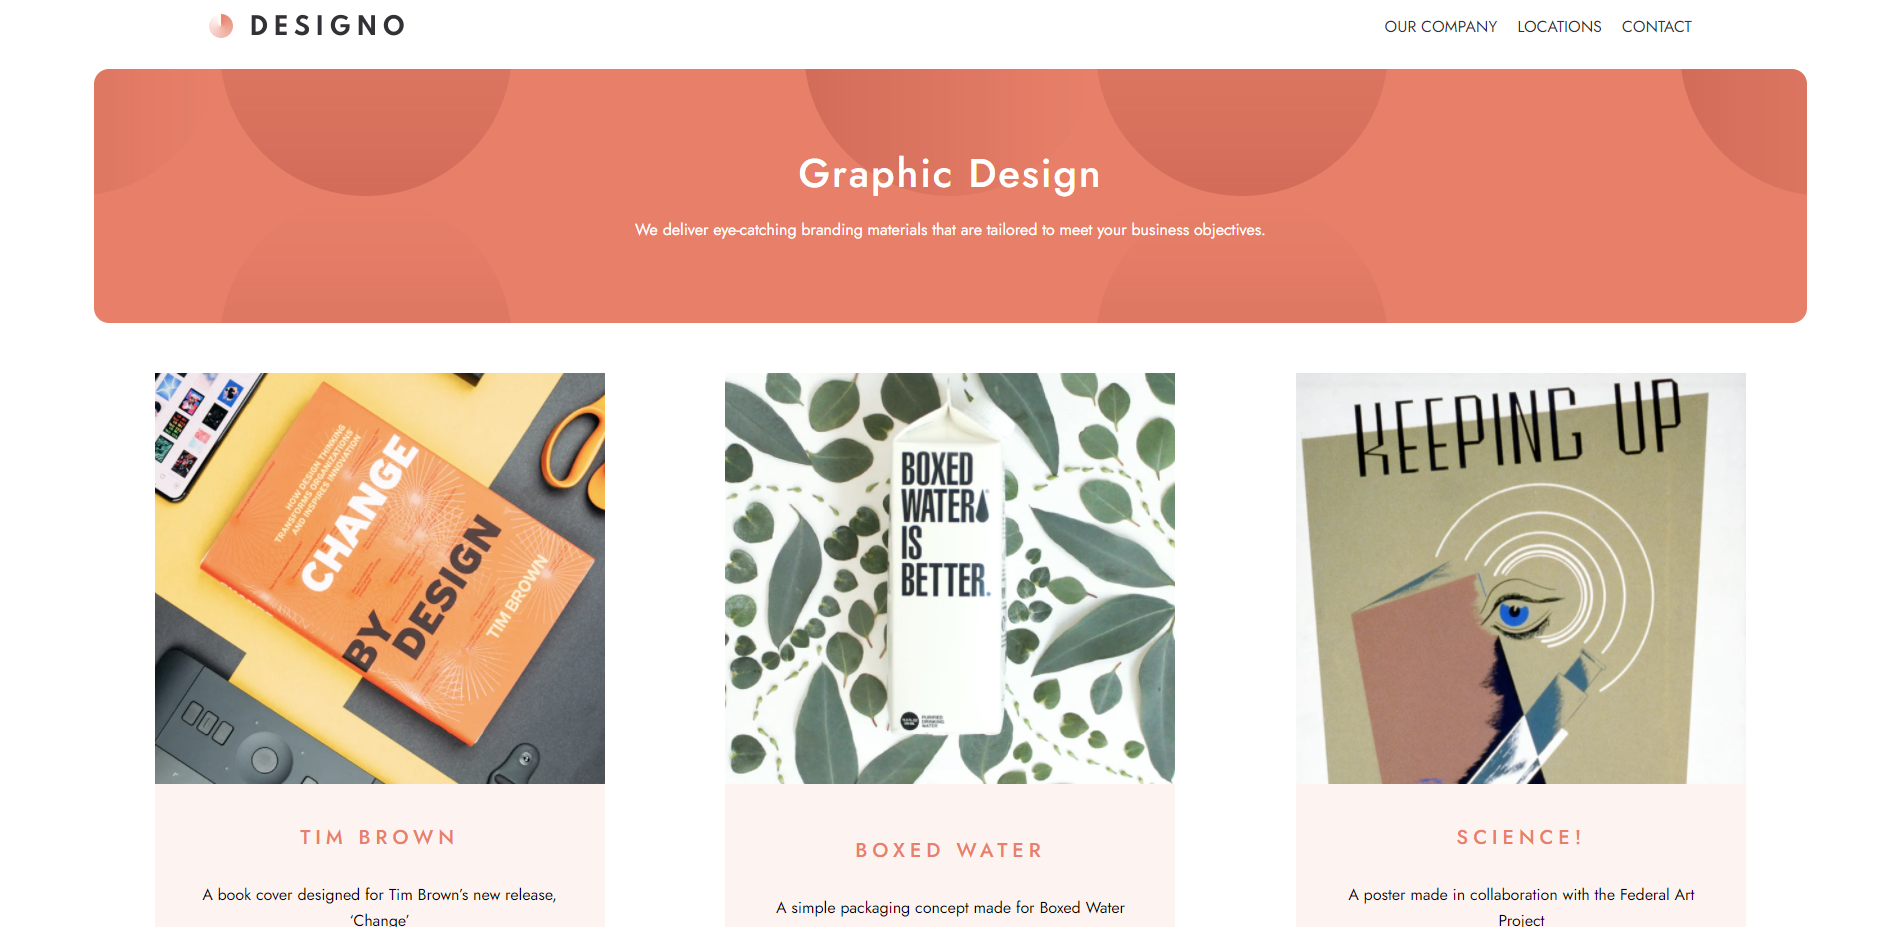 DESIGNO
OUR COMPANY LOCATIONS CONTACT
Graphic Design
We deliver eye-catching branding materials that are tailored to meet your business objectives.
HOW DESIGN THINKING
TRANSFORMS ORGANIZATIONS
AND INSPIRES INNOVATION
CHANGE
BY
DESIGN
TIM BROWN
BOXED
WATER
IS
BETTER.
PURIFIED
DRINKING
WATER
KEEPING UP
TIM BROWN
A book cover designed for Tim Brown's new release,
'Change'
BOXED WATER
A simple packaging concept made for Boxed Water
SCIENCE!
A poster made in collaboration with the Federal Art
Project